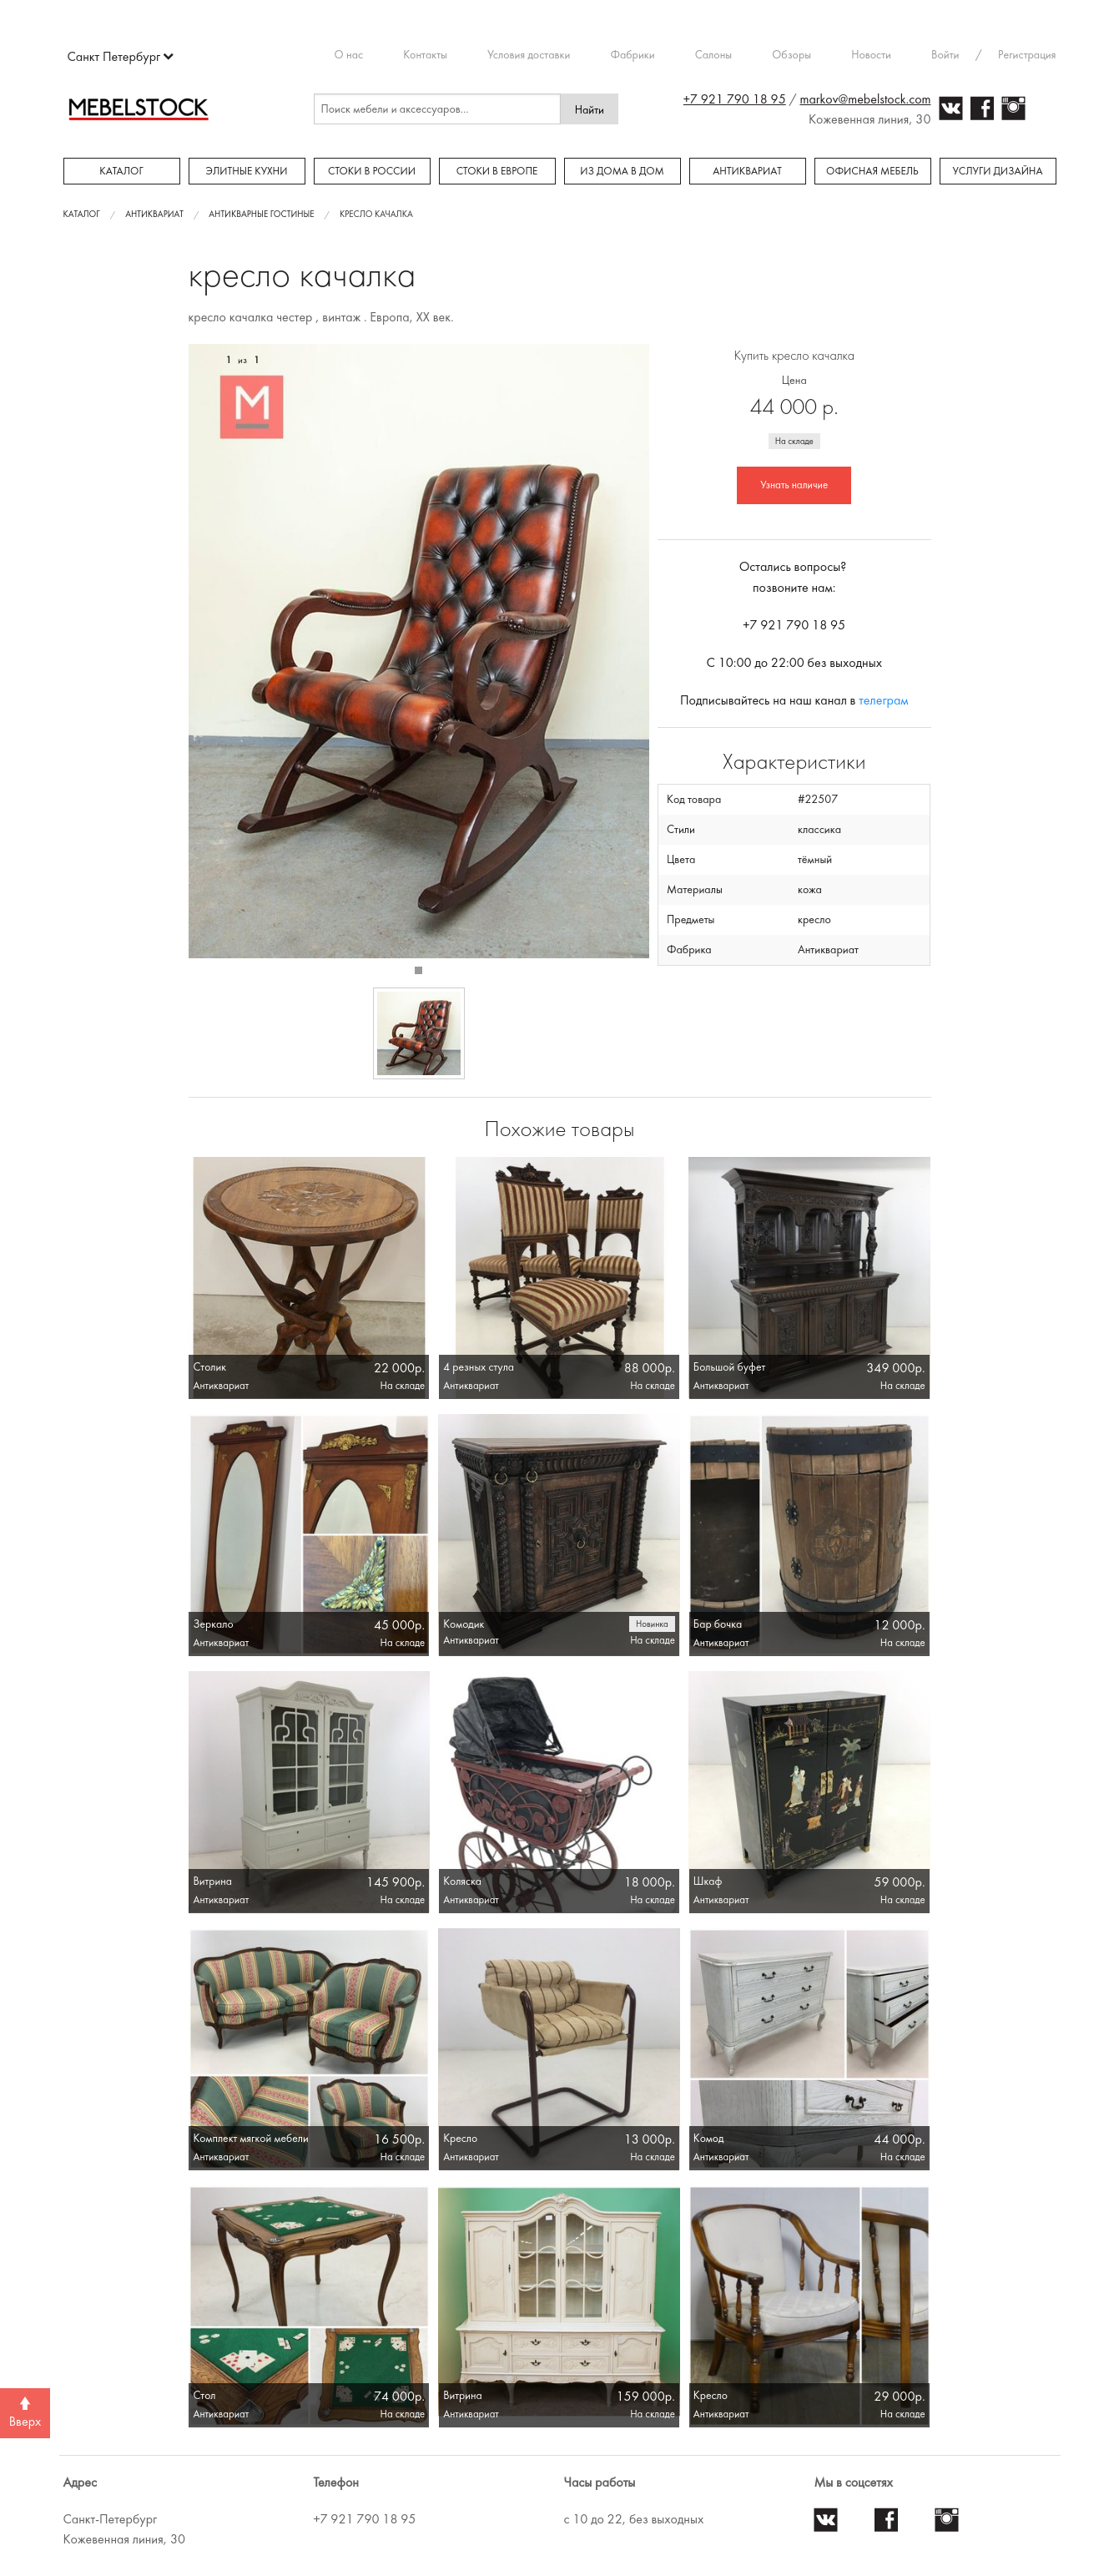 Санкт Петербург
О нас Контакты Условия доставки Фабрики Салоны Обзоры Новости Войти / Регистрация
MEBELSTOCK
Поиск мебели и аксессуаров...
Найти
+7 921 790 18 95 / markov@mebelstock.com
Кожевенная линия, 30
КАТАЛОГ ЭЛИТНЫЕ КУХНИ СТОКИ В РОССИИ СТОКИ В ЕВРОПЕ ИЗ ДОМА В ДОМ АНТИКВАРИАТ ОФИСНАЯ МЕБЕЛЬ УСЛУГИ ДИЗАЙНА
КАТАЛОГ / АНТИКВАРИАТ / АНТИКВАРНЫЕ ГОСТИНЫЕ / КРЕСЛО КАЧАЛКА
кресло качалка
кресло качалка честер , винтаж . Европа, XX век.
1 из 1
M
Купить кресло качалка
Цена
44 000 р.
На складе
Узнать наличие
Остались вопросы?
позвоните нам:
+7 921 790 18 95
С 10:00 до 22:00 без выходных
Подписывайтесь на наш канал в телеграм
Характеристики
Код товара #22507
Стили классика
Цвета тёмный
Материалы кожа
Предметы кресло
Фабрика Антиквариат
Похожие товары
Столик 22 000р.
Антиквариат На складе
4 резных стула 88 000р.
Антиквариат На складе
Большой буфет 349 000р.
Антиквариат На складе
Зеркало 45 000р.
Антиквариат На складе
Комодик Новинка
Антиквариат На складе
Бар бочка 12 000р.
Антиквариат На складе
Витрина 145 900р.
Антиквариат На складе
Коляска 18 000р.
Антиквариат На складе
Шкаф 59 000р.
Антиквариат На складе
Комплект мягкой мебели 16 500р.
Антиквариат На складе
Кресло 13 000р.
Антиквариат На складе
Комод 44 000р.
Антиквариат На складе
Стол 74 000р.
Антиквариат На складе
Витрина 159 000р.
Антиквариат На складе
Кресло 29 000р.
Антиквариат На складе
Вверх
Адрес
Санкт-Петербург
Кожевенная линия, 30
Телефон
+7 921 790 18 95
Часы работы
с 10 до 22, без выходных
Мы в соцсетях